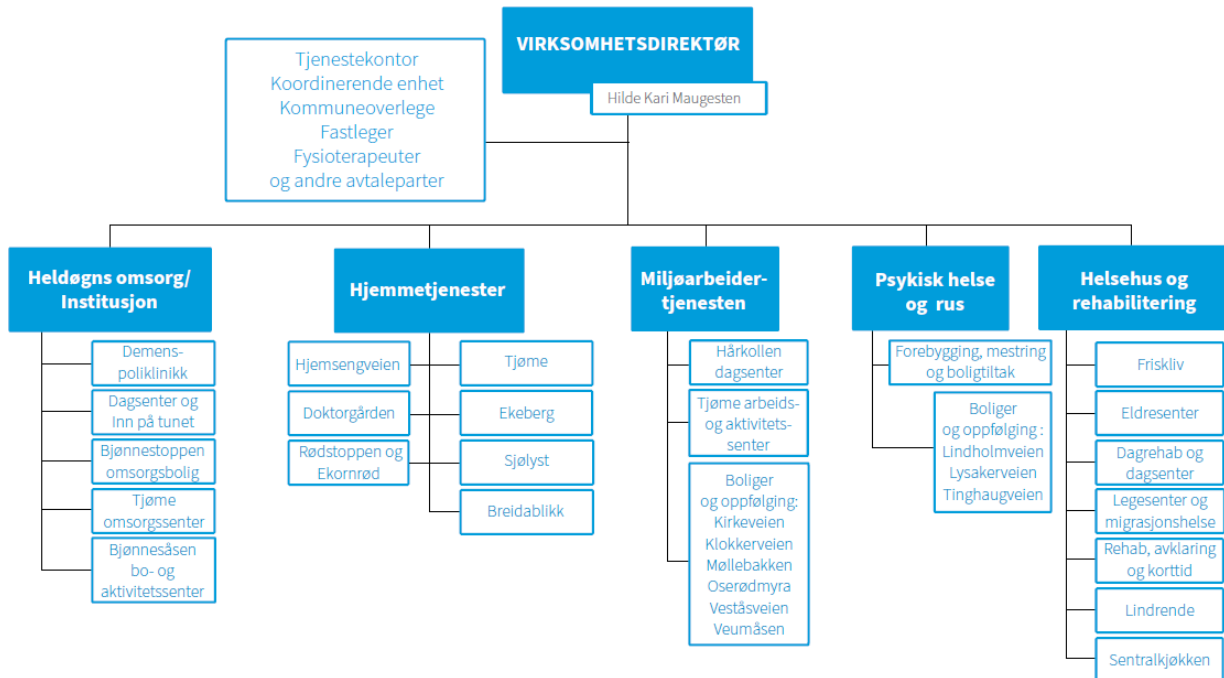 VIRKSOMHETSDIREKTØR
Hilde Kari Maugesten
Tjenestekontor
Koordinerende enhet
Kommuneoverlege
Fastleger
Fysioterapeuter
og andre avtaleparter
Heldøgns omsorg/
Institusjon
Demens-
poliklinikk
Dagsenter og
Inn på tunet
Bjønnestoppen
omsorgsbolig
Tjøme
omsorgssenter
Bjønnesåsen
bo- og
aktivitetssenter
Hjemmetjenester
Hjemsengveien
Doktorgården
Rødstoppen og
Ekornrød
Tjøme
Ekeberg
Sjølyst
Breidablikk
Miljøarbeider-
tjenesten
Hårkollen
dagsenter
Tjøme arbeids-
og aktivitets-
senter
Boliger
og oppfølging:
Kirkeveien
Klokkerveien
Møllebakken
Oserødmyra
Veståsveien
Veumåsen
Psykisk helse
og rus
Forebygging, mestring
og boligtiltak
Boliger
og oppfølging :
Lindholmveien
Lysakerveien
Tinghaugveien
Helsehus og
rehabilitering
Friskliv
Eldresenter
Dagrehab og
dagsenter
Legesenter og
migrasjonshelse
Rehab, avklaring
og korttid
Lindrende
Sentralkjøkken